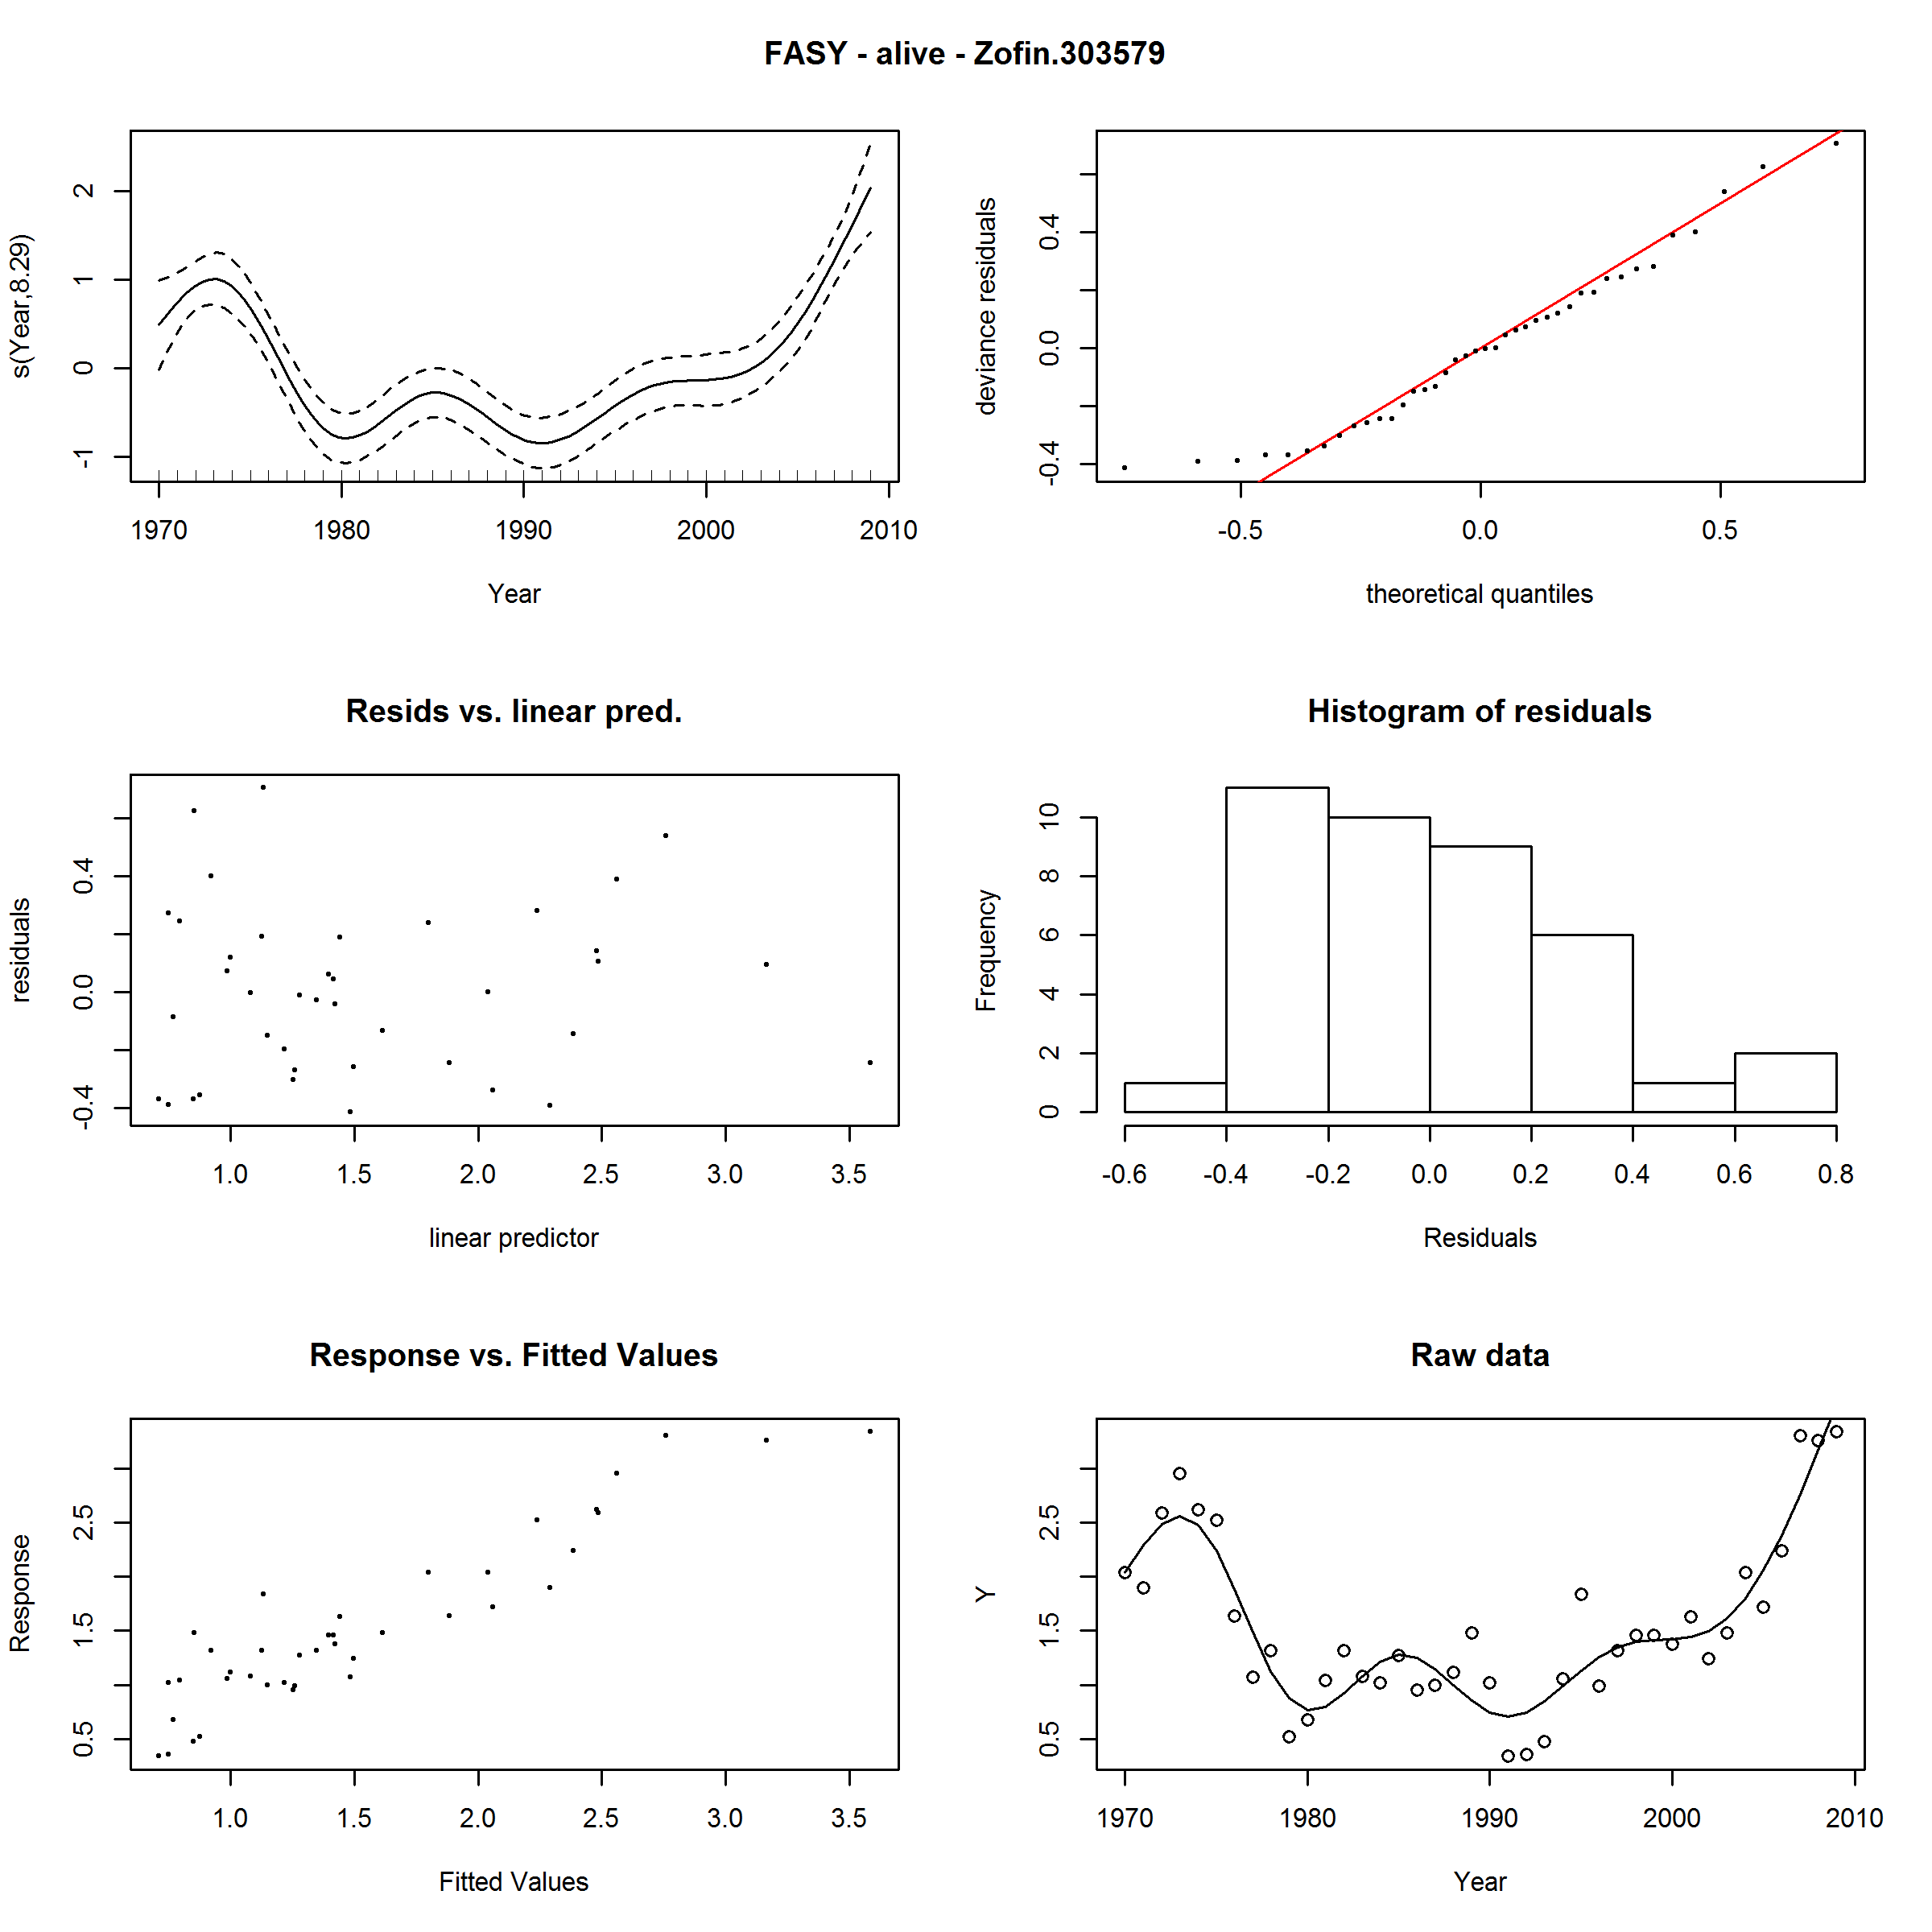 FASY - alive - Zofin.303579
s(Year,8.29)
2
1
0
-1
1970 1980 1990 2000 2010
Year
deviance residuals
0.4
0.0
-0.4
-0.5 0.0 0.5
theoretical quantiles
Resids vs. linear pred.
residuals
0.4
0.0
-0.4
1.0 1.5 2.0 2.5 3.0 3.5
linear predictor
Histogram of residuals
Frequency
10
8
6
4
2
0
-0.6 -0.4 -0.2 0.0 0.2 0.4 0.6 0.8
Residuals
Response vs. Fitted Values
Response
2.5
1.5
0.5
1.0 1.5 2.0 2.5 3.0 3.5
Fitted Values
Raw data
Y
2.5
1.5
0.5
1970 1980 1990 2000 2010
Year